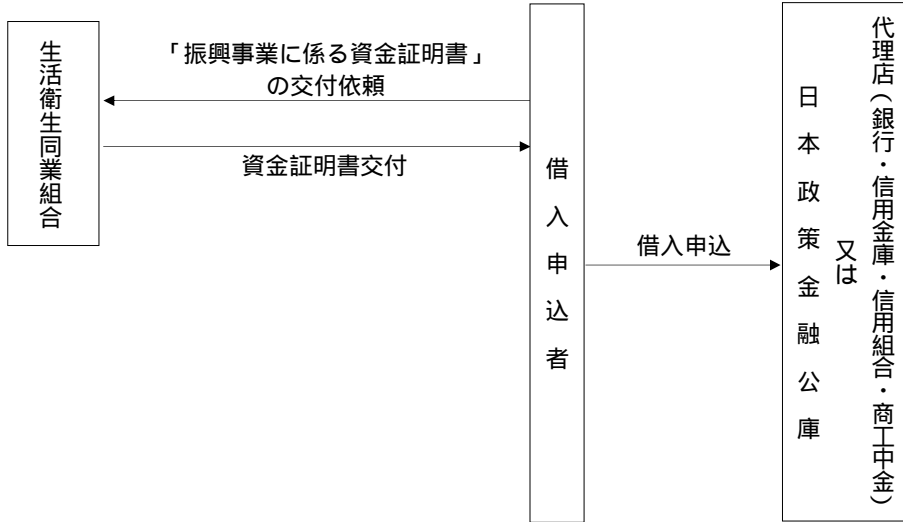 生活衛生同業組合
「振興事業に係る資金証明書」
の交付依頼
資金証明書交付
借入申込者
借入申込
代理店(銀行・信用金庫・信用組合・商工中金)
又は
日本政策金融公庫